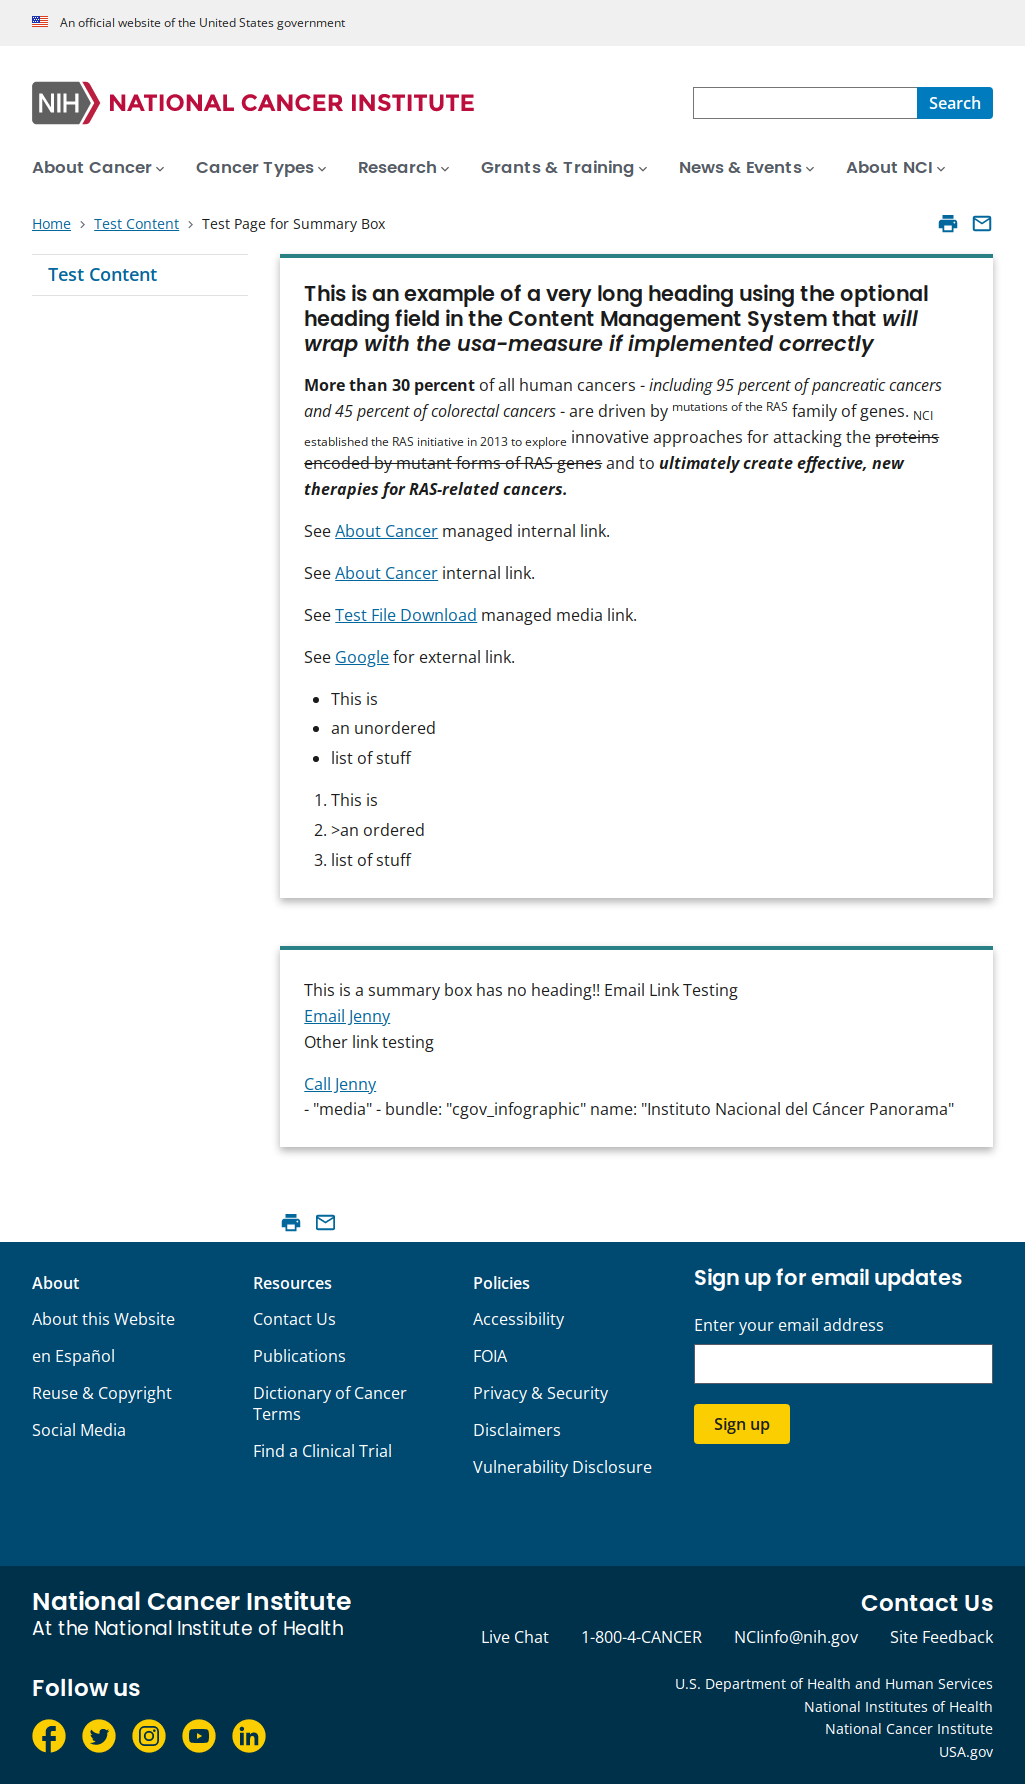 An official website of the United States government
NIH NATIONAL CANCER INSTITUTE
Search
About Cancer Cancer Types Research Grants & Training News & Events About NCI
Home Test Content Test Page for Summary Box
Test Content
This is an example of a very long heading using the optional
heading field in the Content Management System that will
wrap with the usa-measure if implemented correctly
More than 30 percent of all human cancers - including 95 percent of pancreatic cancers
and 45 percent of colorectal cancers - are driven by mutations of the RAS family of genes. NCI
established the RAS initiative in 2013 to explore innovative approaches for attacking the proteins
encoded by mutant forms of RAS genes and to ultimately create effective, new
therapies for RAS-related cancers.
See About Cancer managed internal link.
See About Cancer internal link.
See Test File Download managed media link.
See Google for external link.
• This is
• an unordered
• list of stuff
1. This is
2. >an ordered
3. list of stuff
This is a summary box has no heading!! Email Link Testing
Email Jenny
Other link testing
Call Jenny
- "media" - bundle: "cgov_infographic" name: "Instituto Nacional del Cáncer Panorama"
About
About this Website
en Español
Reuse & Copyright
Social Media
Resources
Contact Us
Publications
Dictionary of Cancer
Terms
Find a Clinical Trial
Policies
Accessibility
FOIA
Privacy & Security
Disclaimers
Vulnerability Disclosure
Sign up for email updates
Enter your email address
Sign up
National Cancer Institute
At the National Institute of Health
Contact Us
Live Chat 1-800-4-CANCER NCIinfo@nih.gov Site Feedback
Follow us
U.S. Department of Health and Human Services
National Institutes of Health
National Cancer Institute
USA.gov